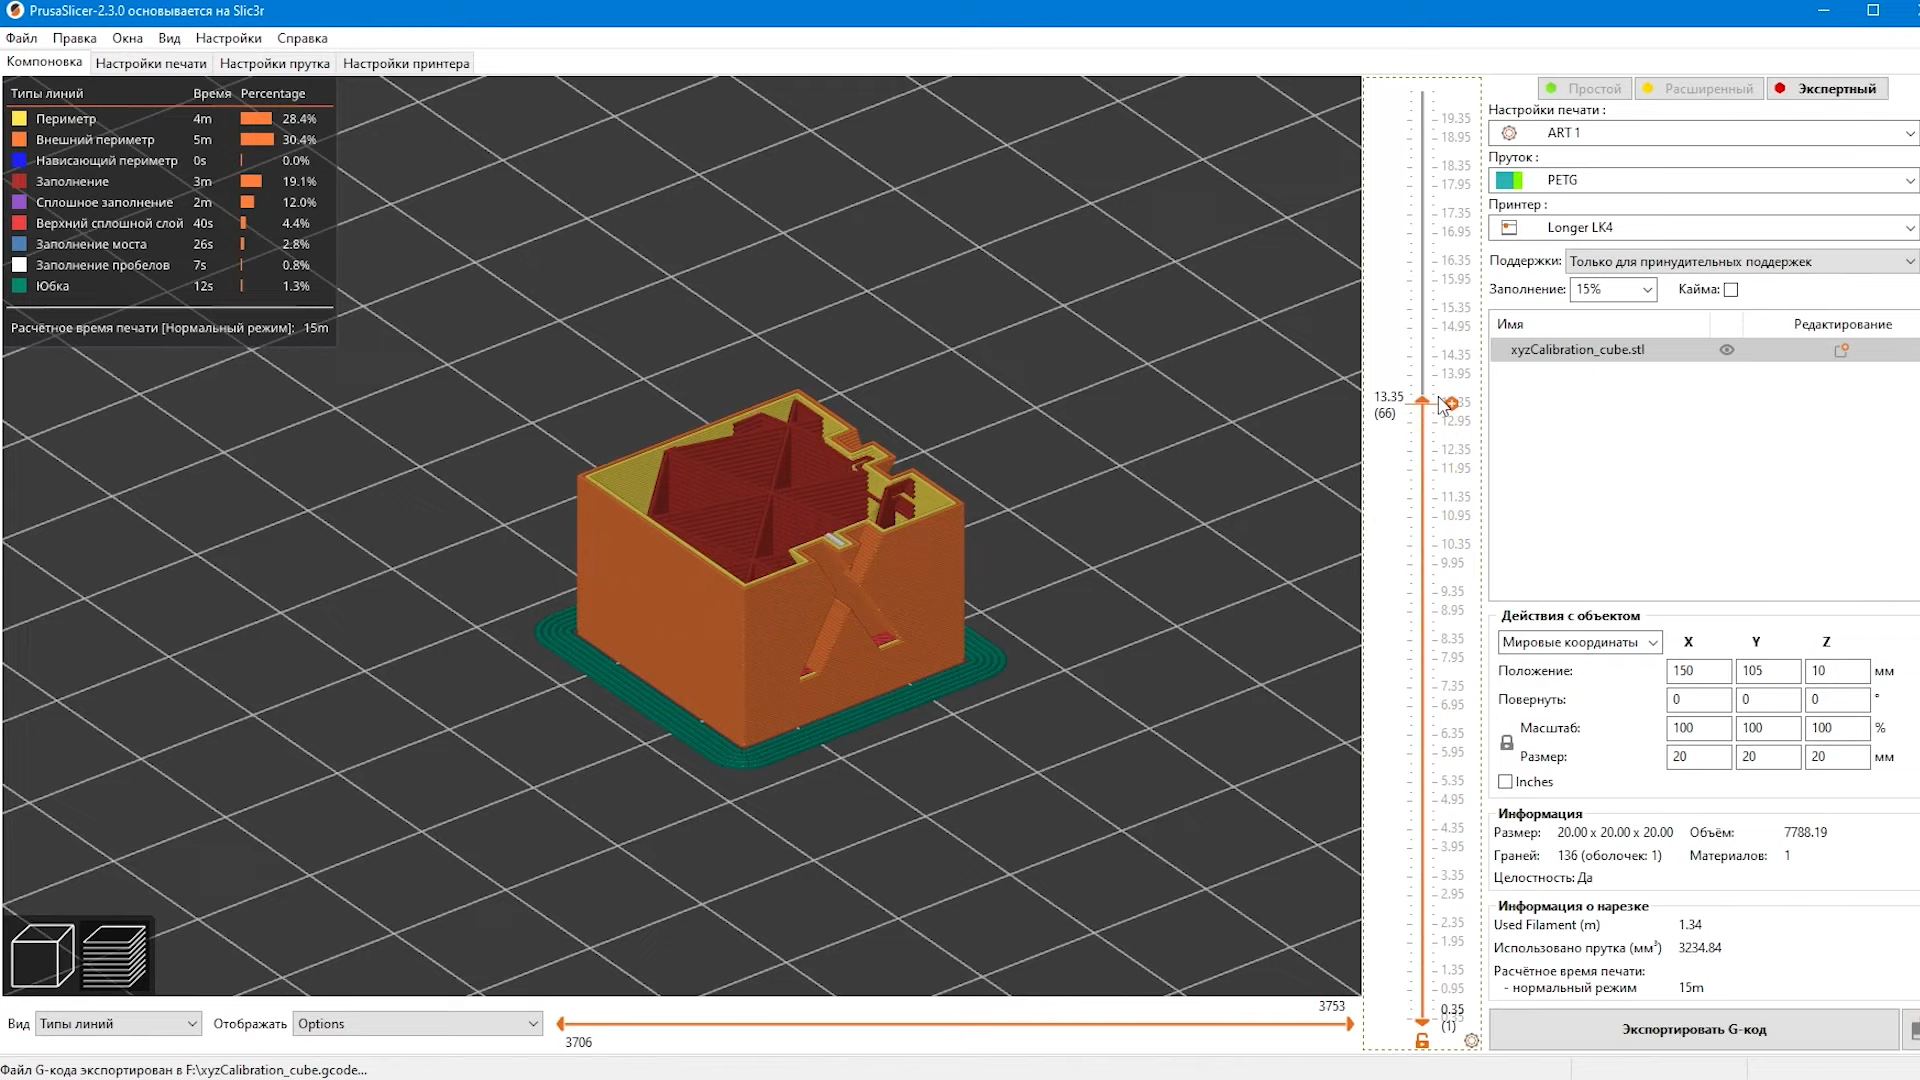 PrusaSlicer-2.3.0 основывается на Slic3r
Файл Правка Окна Вид Настройки Справка
Компоновка Настройки печати Настройки прутка Настройки принтера
Типы линий Время Percentage
Периметр 4m 28.4%
Внешний периметр 5m 30.4%
Нависающий периметр 0s 0.0%
Заполнение 3m 19.1%
Сплошное заполнение 2m 12.0%
Верхний сплошной слой 40s 4.4%
Заполнение моста 26s 2.8%
Заполнение пробелов 7s 0.8%
Юбка 12s 1.3%
Расчётное время печати [Нормальный режим]: 15m
19.35
18.95
18.35
17.95
17.35
16.95
16.35
15.95
15.35
14.95
14.35
13.95
13.35
(66)
12.95
12.35
11.95
11.35
10.95
10.35
9.95
9.35
8.95
8.35
7.95
7.35
6.95
6.35
5.95
5.35
4.95
4.35
3.95
3.35
2.95
2.35
1.95
1.35
0.95
0.35
(1)
Простой Расширенный Экспертный
Настройки печати :
ART 1
Пруток :
PETG
Принтер :
Longer LK4
Поддержки: Только для принудительных поддержек
Заполнение: 15% Кайма:
Имя Редактирование
xyzCalibration_cube.stl
Действия с объектом
Мировые координаты X Y Z
Положение: 150 105 10 мм
Повернуть: 0 0 0 °
Масштаб: 100 100 100 %
Размер: 20 20 20 мм
Inches
Информация
Размер: 20.00 x 20.00 x 20.00 Объём: 7788.19
Граней: 136 (оболочек: 1) Материалов: 1
Целостность: Да
Информация о нарезке
Used Filament (m) 1.34
Использовано прутка (мм³) 3234.84
Расчётное время печати:
- нормальный режим 15m
Экспортировать G-код
Вид Типы линий Отображать Options
3753
3706
Файл G-кода экспортирован в F:\xyzCalibration_cube.gcode...